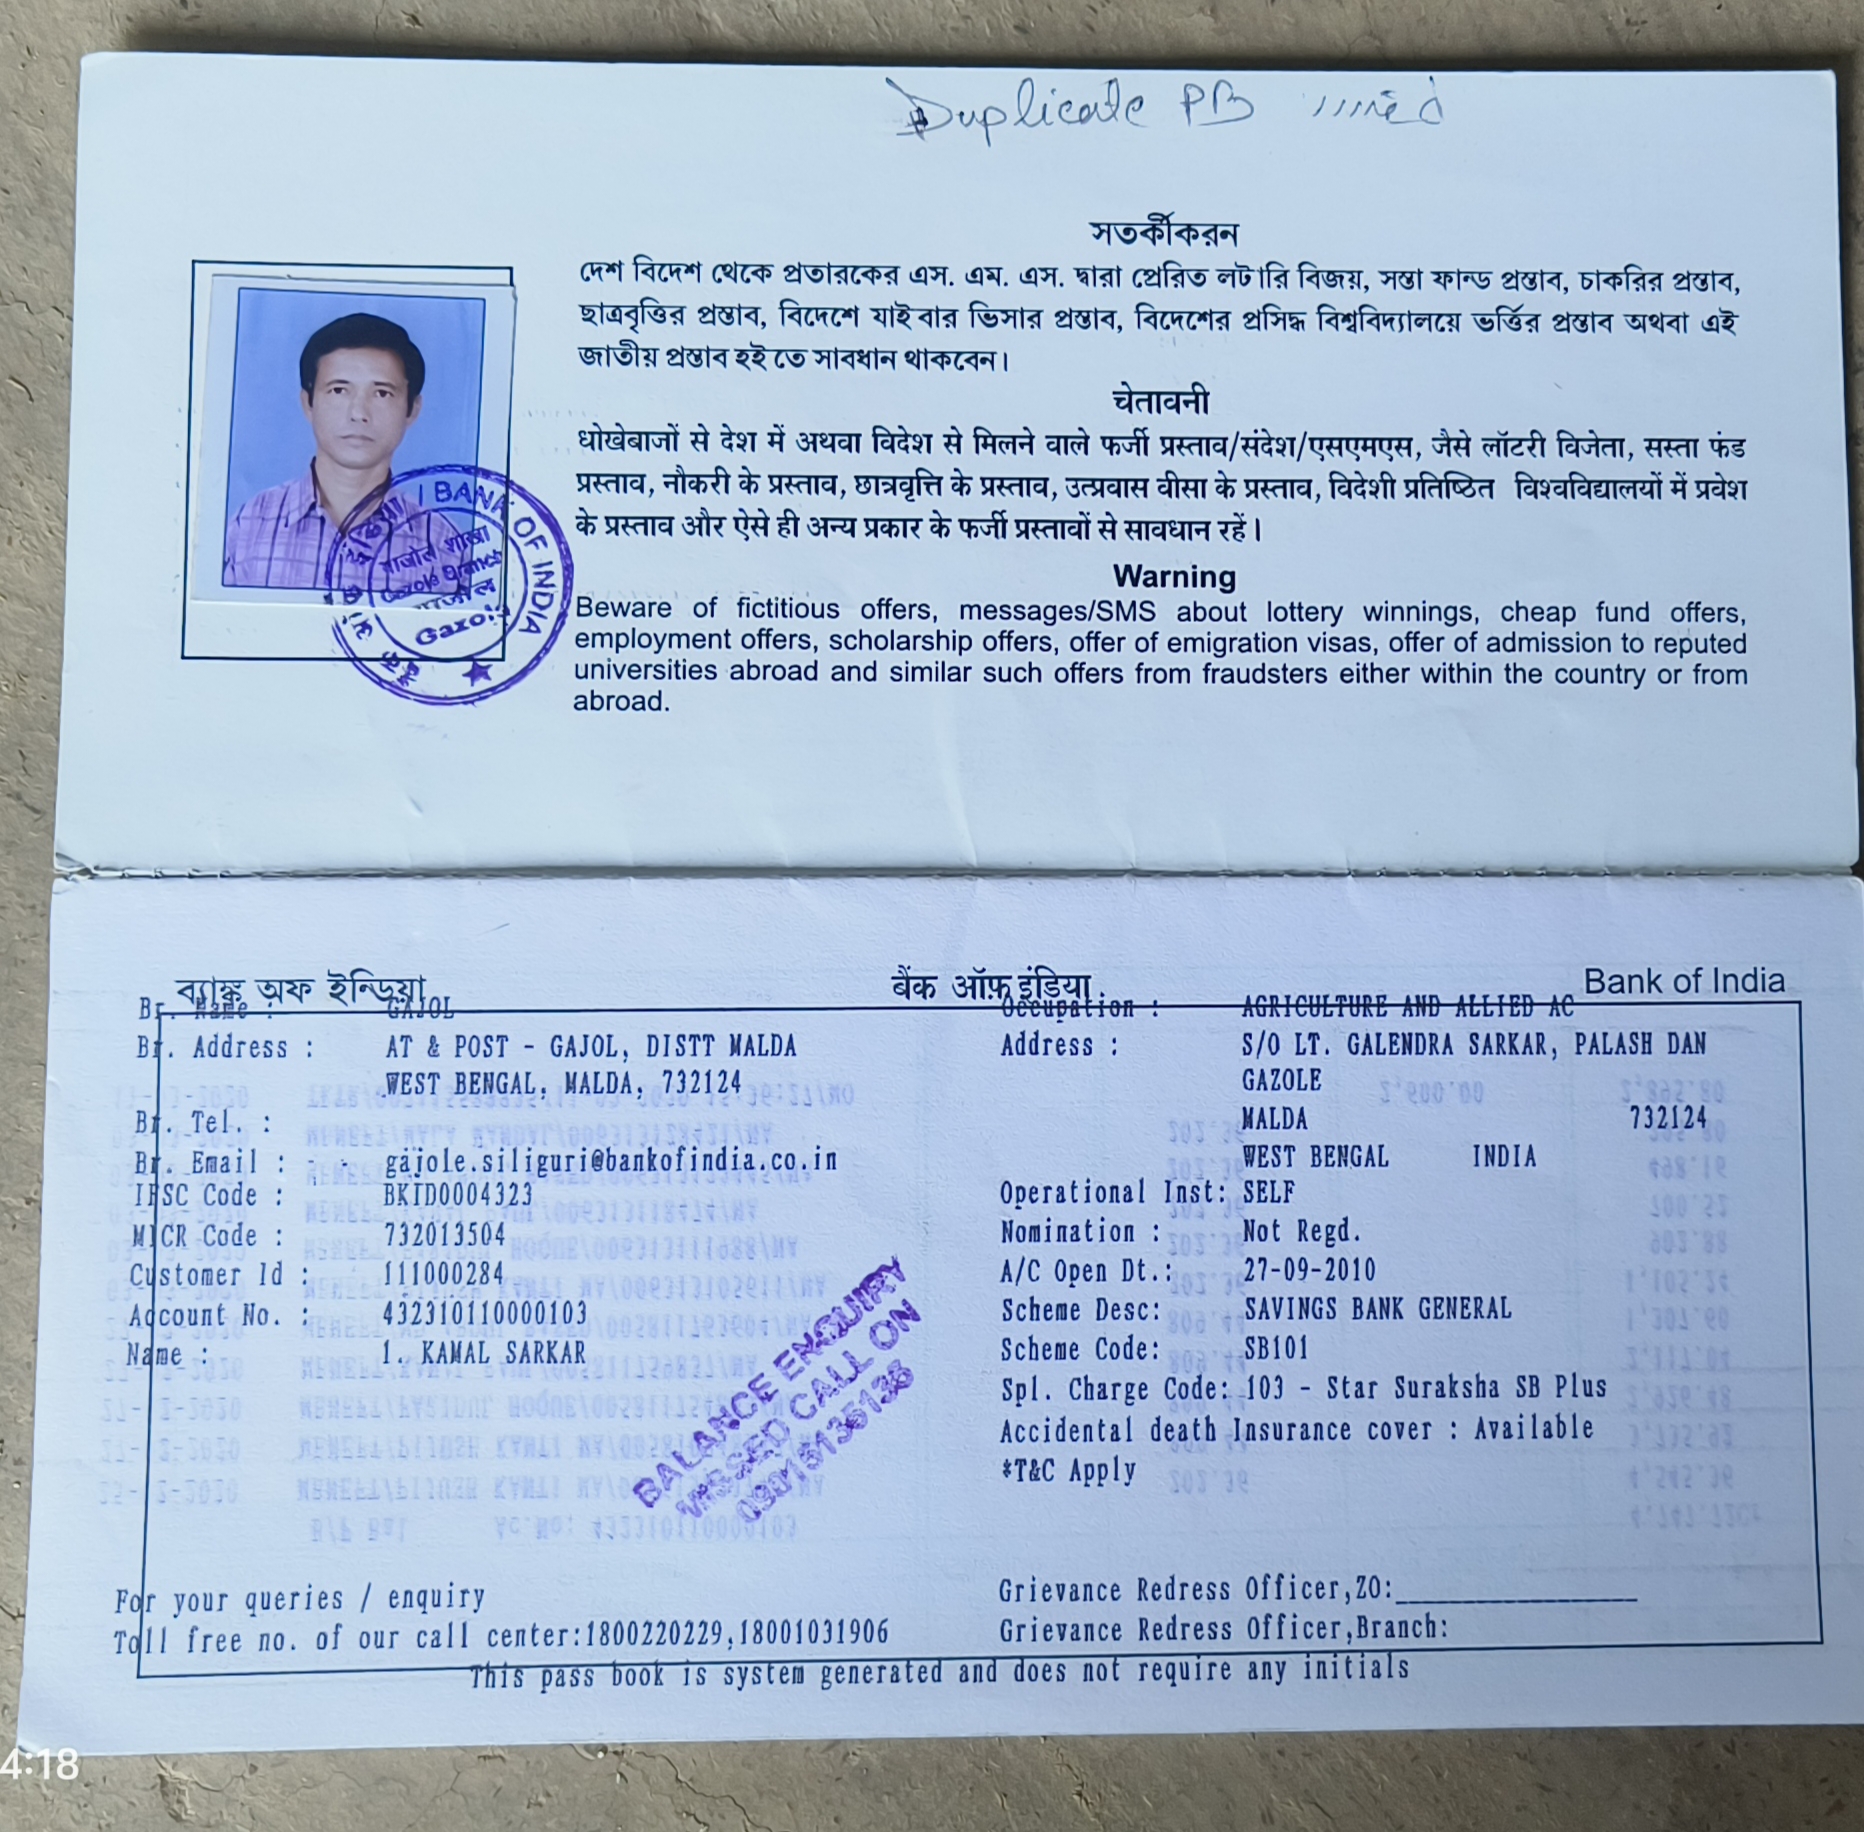 Duplicate PB issued
সতর্কীকরন
দেশ বিদেশ থেকে প্রতারকের এস. এম. এস. দ্বারা প্রেরিত লটারি বিজয়, সস্তা ফান্ড প্রস্তাব, চাকরির প্রস্তাব,
ছাত্রবৃত্তির প্রস্তাব, বিদেশে যাইবার ভিসার প্রস্তাব, বিদেশের প্রসিদ্ধ বিশ্ববিদ্যালয়ে ভর্ত্তির প্রস্তাব অথবা এই
জাতীয় প্রস্তাব হইতে সাবধান থাকবেন।
चेतावनी
धोखेबाजों से देश में अथवा विदेश से मिलने वाले फर्जी प्रस्ताव/संदेश/एसएमएस, जैसे लॉटरी विजेता, सस्ता फंड
प्रस्ताव, नौकरी के प्रस्ताव, छात्रवृत्ति के प्रस्ताव, उत्प्रवास वीसा के प्रस्ताव, विदेशी प्रतिष्ठित विश्वविद्यालयों में प्रवेश
के प्रस्ताव और ऐसे ही अन्य प्रकार के फर्जी प्रस्तावों से सावधान रहें।
Warning
Beware of fictitious offers, messages/SMS about lottery winnings, cheap fund offers,
employment offers, scholarship offers, offer of emigration visas, offer of admission to reputed
universities abroad and similar such offers from fraudsters either within the country or from
abroad.
BANK OF INDIA
गाजोल शाखा
Gazole Branch
गाजोल
ব্যাঙ্ক অফ ইন্ডিয়া बैंक ऑफ़ इंडिया Bank of India
Br. Name : GAJOL
Br. Address : AT & POST - GAJOL, DISTT MALDA
WEST BENGAL, MALDA, 732124
Br. Tel. :
Br. Email : gajole.siliguri@bankofindia.co.in
IFSC Code : BKID0004323
MICR Code : 732013504
Customer Id : 111000284
Account No. : 432310110000103
Name : 1. KAMAL SARKAR
Occupation : AGRICULTURE AND ALLIED AC
Address : S/O LT. GALENDRA SARKAR, PALASH DAN
GAZOLE
MALDA 732124
WEST BENGAL INDIA
Operational Inst: SELF
Nomination : Not Regd.
A/C Open Dt.: 27-09-2010
Scheme Desc: SAVINGS BANK GENERAL
Scheme Code: SB101
Spl. Charge Code: 103 - Star Suraksha SB Plus
Accidental death Insurance cover : Available
*T&C Apply
BALANCE ENQUIRY
MISSED CALL ON
09015135135
For your queries / enquiry
Toll free no. of our call center:1800220229,18001031906
Grievance Redress Officer,ZO:__________________
Grievance Redress Officer,Branch:
This pass book is system generated and does not require any initials
4:18